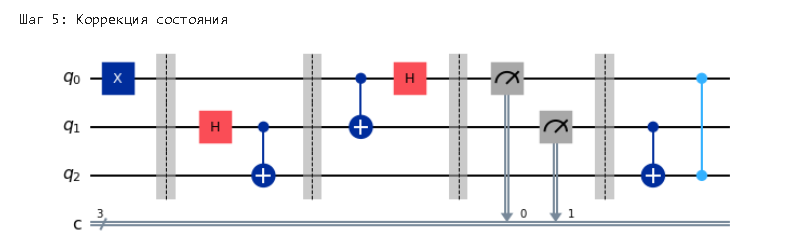 Шаг 5: Коррекция состояния
q0 X H
q1 H
q2
c 3 0 1